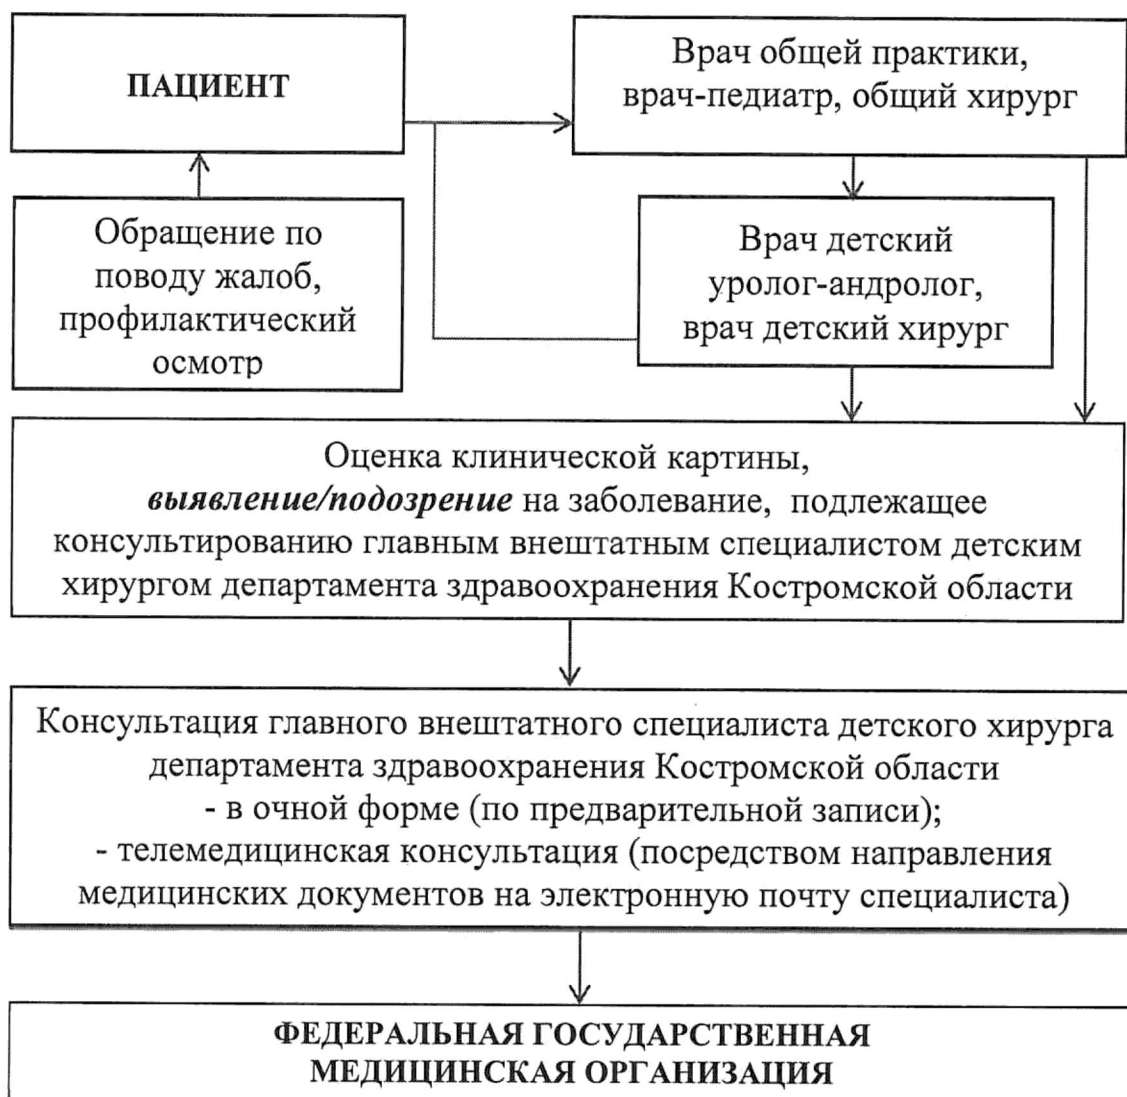 ПАЦИЕНТ
Врач общей практики,
врач-педиатр, общий хирург
Обращение по
поводу жалоб,
профилактический
осмотр
Врач детский
уролог-андролог,
врач детский хирург
Оценка клинической картины,
выявление/подозрение на заболевание, подлежащее
консультированию главным внештатным специалистом детским
хирургом департамента здравоохранения Костромской области
Консультация главного внештатного специалиста детского хирурга
департамента здравоохранения Костромской области
- в очной форме (по предварительной записи);
- телемедицинская консультация (посредством направления
медицинских документов на электронную почту специалиста)
ФЕДЕРАЛЬНАЯ ГОСУДАРСТВЕННАЯ
МЕДИЦИНСКАЯ ОРГАНИЗАЦИЯ